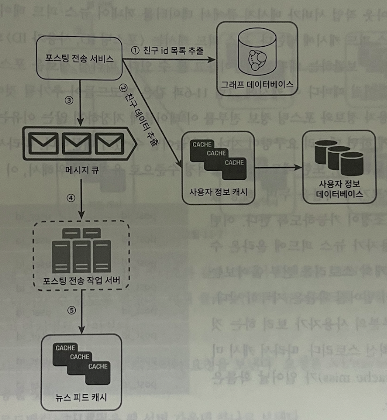 포스팅 전송 서비스
① 친구 id 목록 추출
그래프 데이터베이스
② 친구 데이터 추출
③
메시지 큐
CACHE
CACHE
CACHE
사용자 정보 캐시
사용자 정보
데이터베이스
④
포스팅 전송 작업 서버
⑤
CACHE
CACHE
CACHE
뉴스 피드 캐시